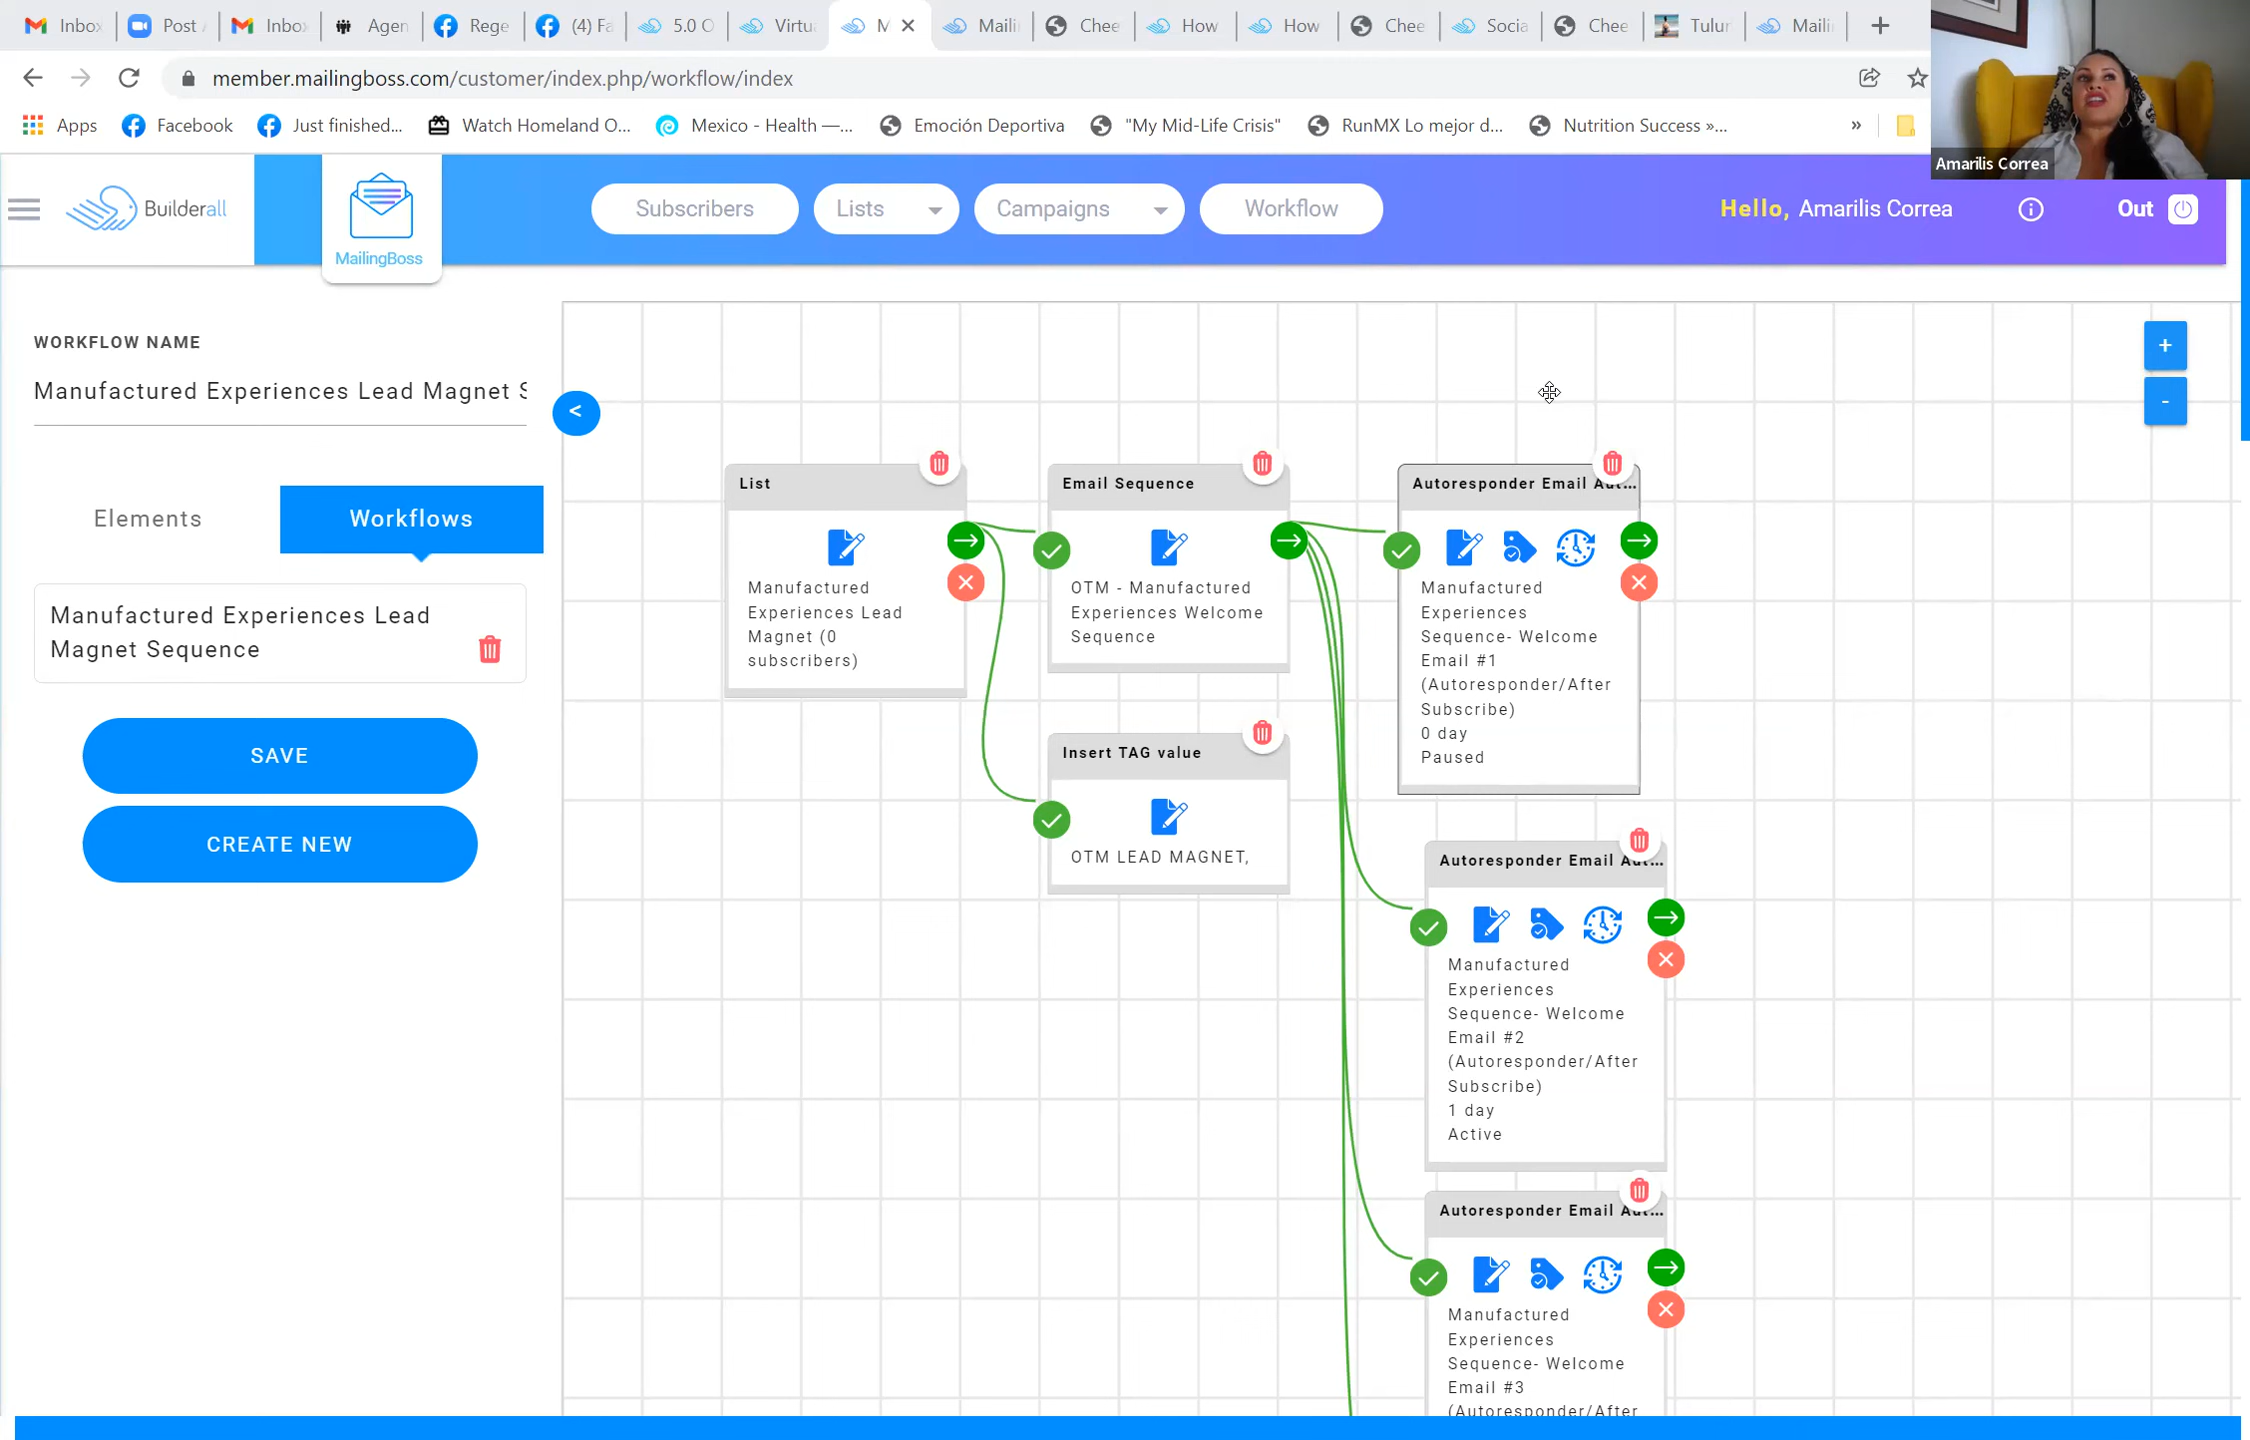 Inbo
Post
Inbo
Agen
Rege
(4) Fa
5.0 O
Virtu
M
Maili
Chee
How
How
Chee
Socia
Chee
Tulur
Maili
member.mailingboss.com/customer/index.php/workflow/index
Apps
Facebook
Just finished...
Watch Homeland O...
Mexico - Health —...
Emoción Deportiva
"My Mid-Life Crisis"
RunMX Lo mejor d...
Nutrition Success »...
»
Amarilis Correa
Builderall
MailingBoss
Subscribers
Lists
Campaigns
Workflow
Hello, Amarilis Correa
Out
WORKFLOW NAME
Manufactured Experiences Lead Magnet S
<
+
-
Elements
Workflows
Manufactured Experiences Lead
Magnet Sequence
SAVE
CREATE NEW
List
Manufactured
Experiences Lead
Magnet (0
subscribers)
Email Sequence
OTM - Manufactured
Experiences Welcome
Sequence
Insert TAG value
OTM LEAD MAGNET,
Autoresponder Email Aut...
Manufactured
Experiences
Sequence- Welcome
Email #1
(Autoresponder/After
Subscribe)
0 day
Paused
Autoresponder Email Aut...
Manufactured
Experiences
Sequence- Welcome
Email #2
(Autoresponder/After
Subscribe)
1 day
Active
Autoresponder Email Aut...
Manufactured
Experiences
Sequence- Welcome
Email #3
(Autoresponder/After